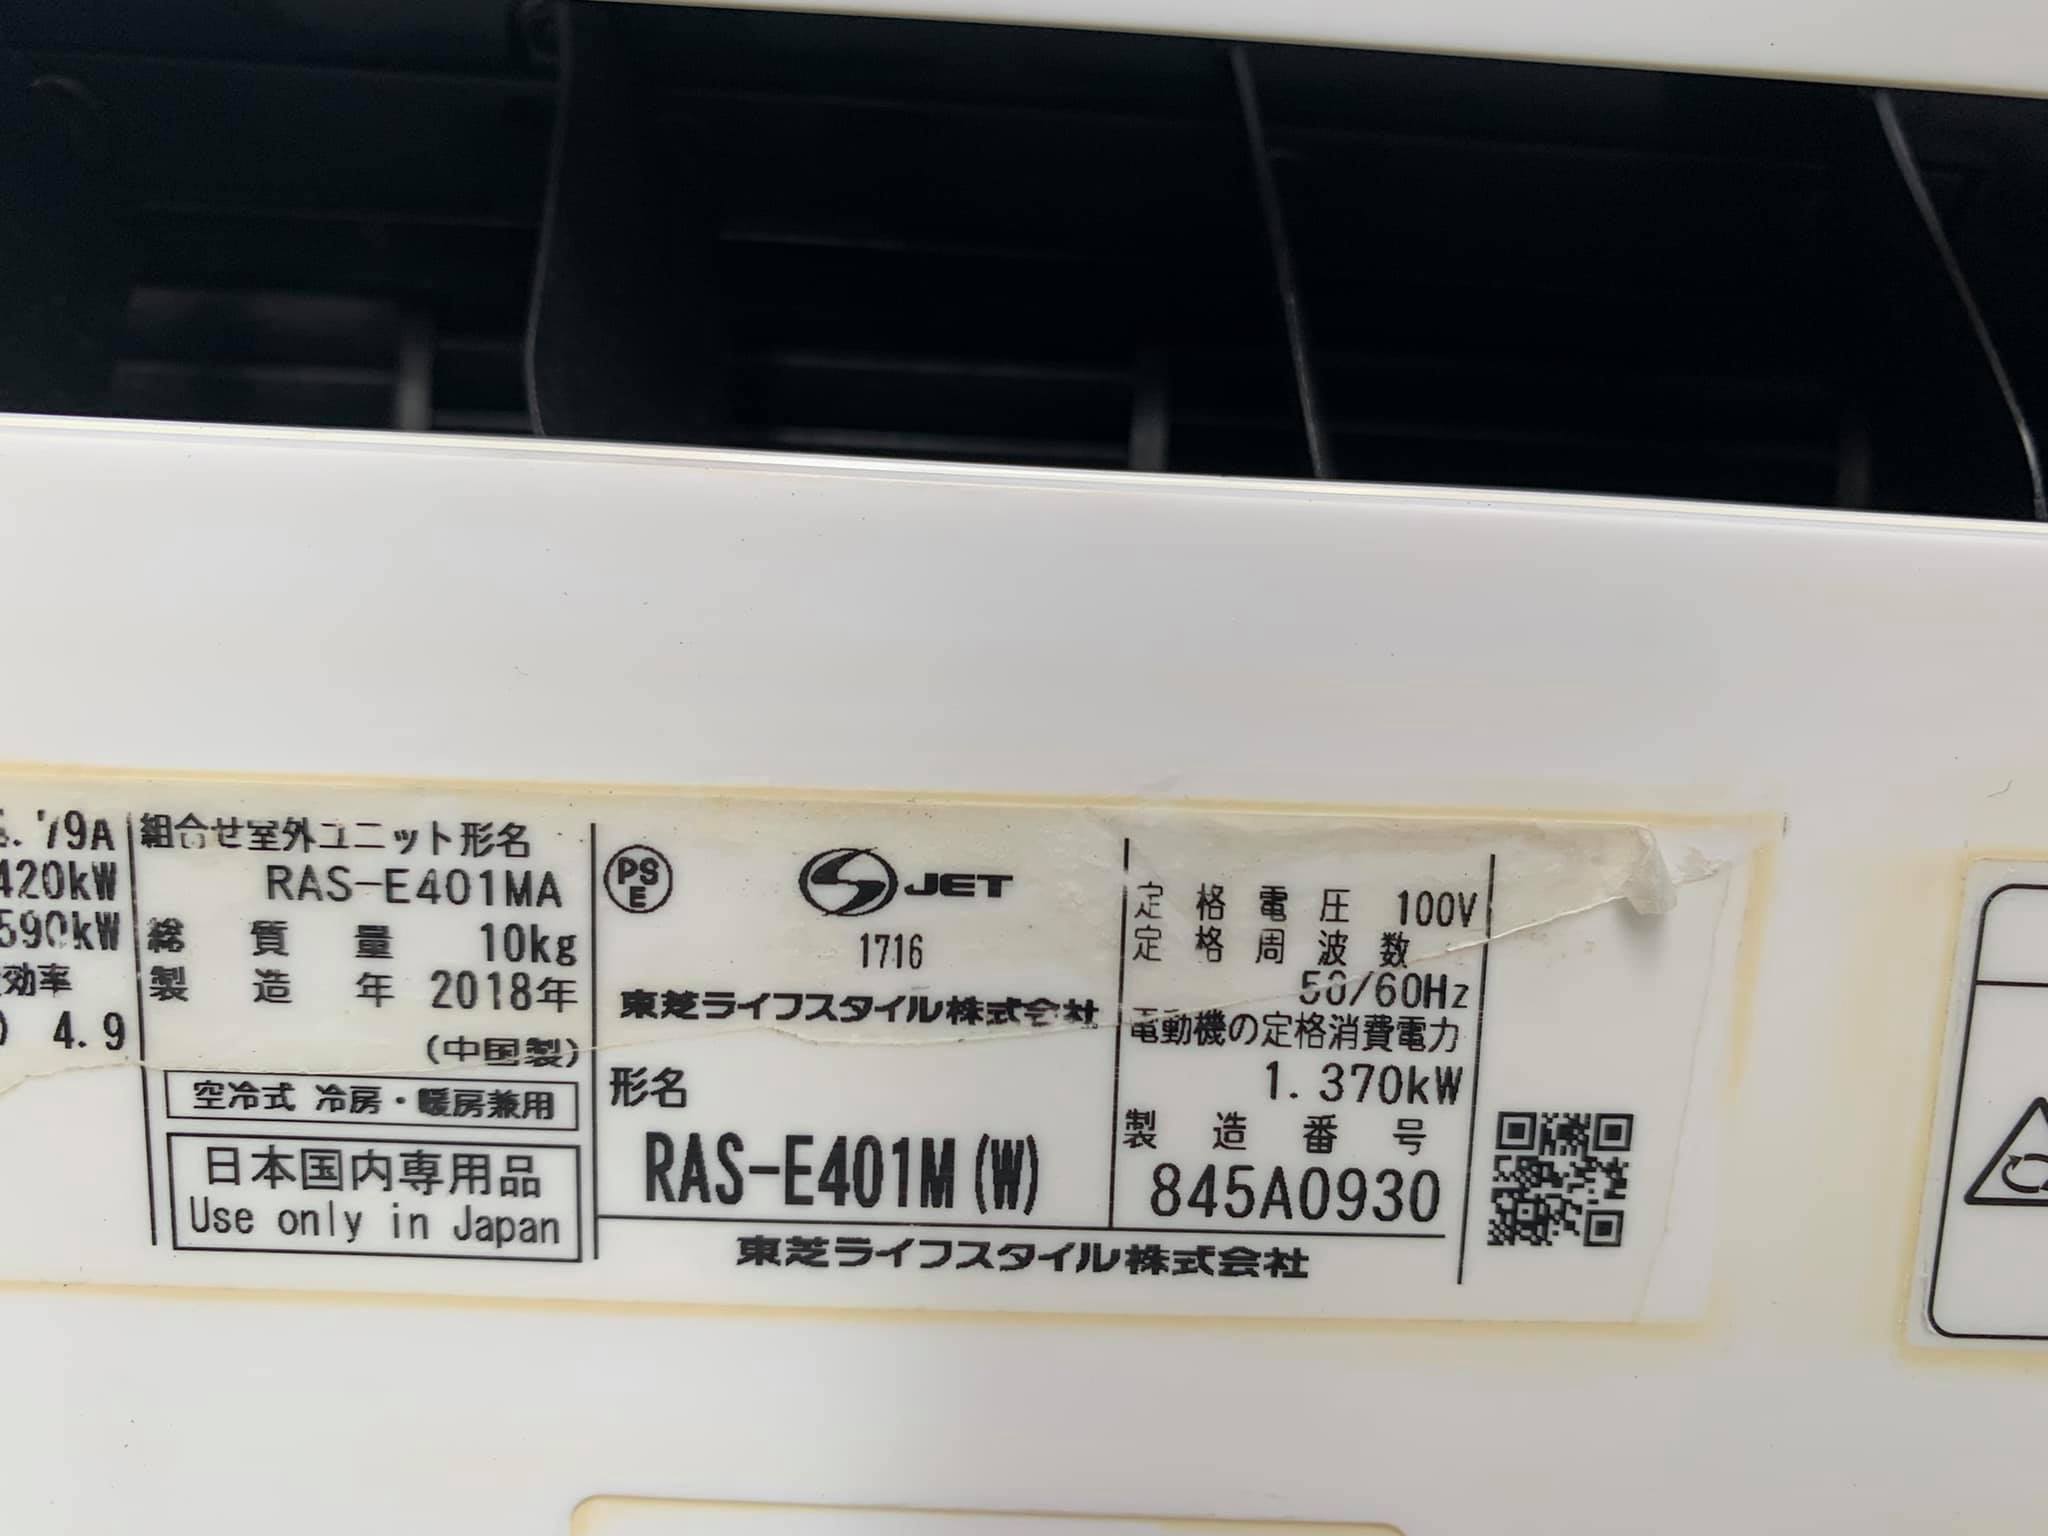 79A
420kW
590kW
効率
4.9
組合せ室外ユニット形名
RAS-E401MA
総質量 10kg
製造年 2018年
(中国製)
空冷式 冷房・暖房兼用
日本国内専用品
Use only in Japan
PS
E
JET
1716
東芝ライフスタイル株式会社
形名
RAS-E401M(W)
定格電圧 100V
定格周波数
50/60Hz
電動機の定格消費電力
1.370kW
製造番号
845A0930
東芝ライフスタイル株式会社